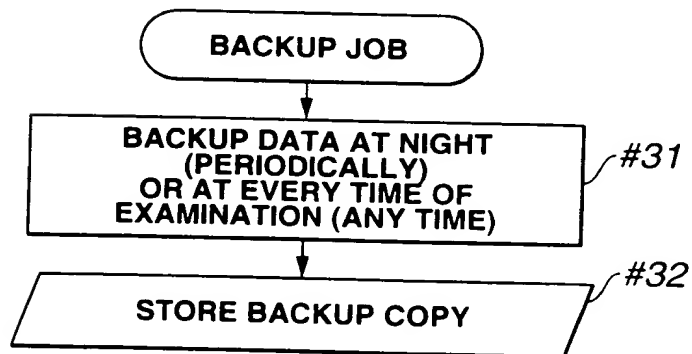 BACKUP JOB
BACKUP DATA AT NIGHT
(PERIODICALLY)
OR AT EVERY TIME OF
EXAMINATION (ANY TIME)
#31
STORE BACKUP COPY
#32